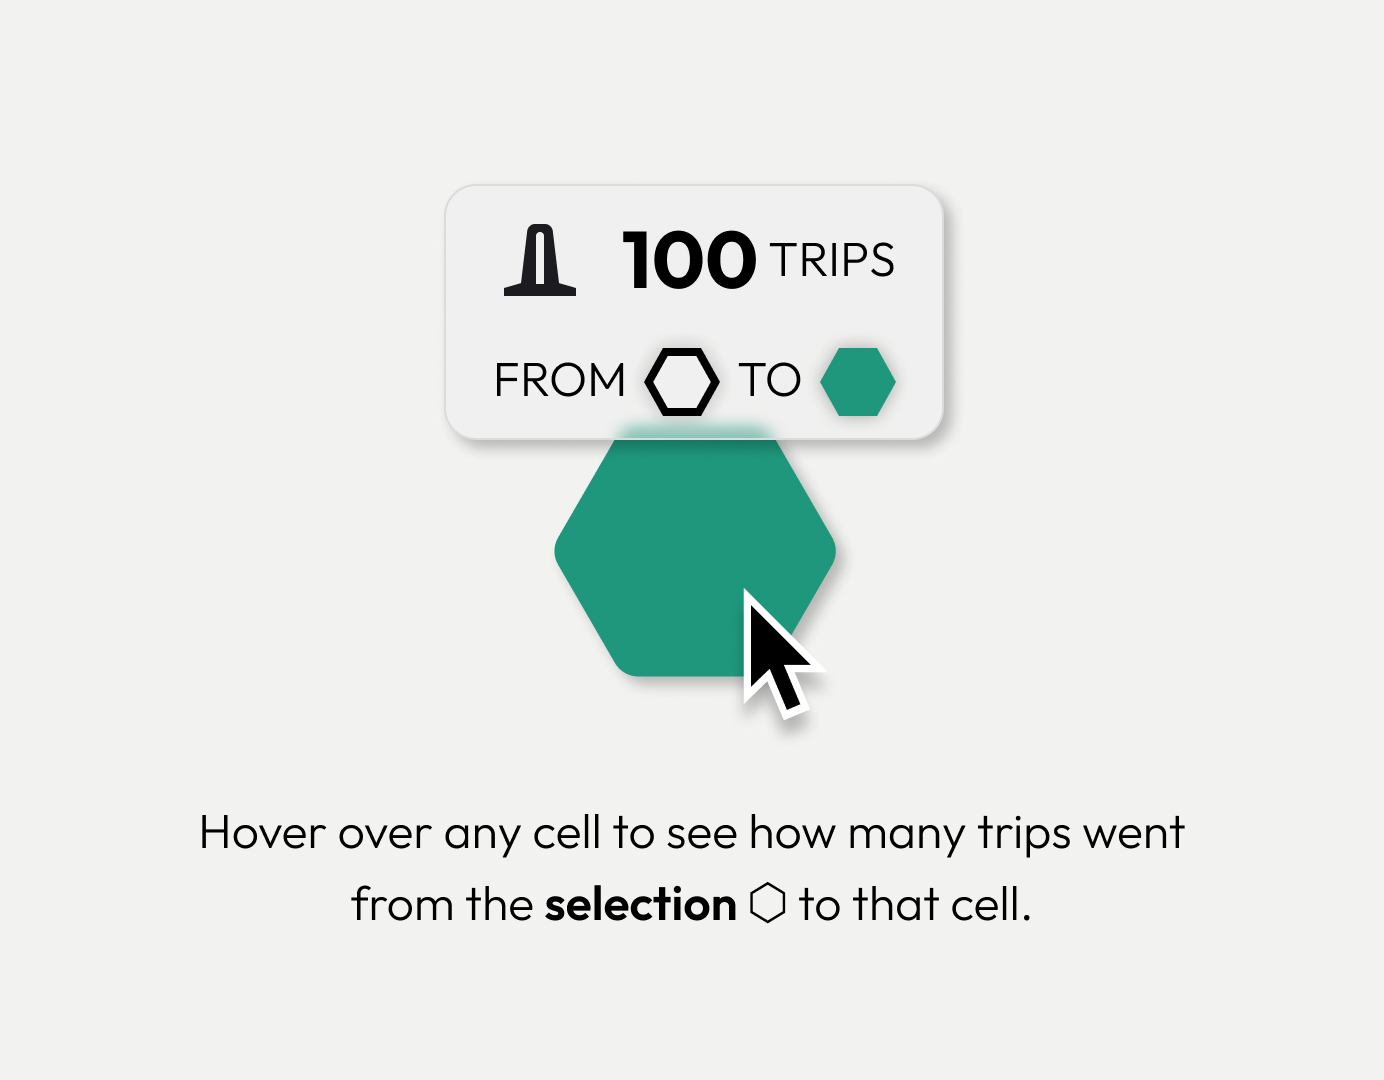 100 TRIPS
FROM TO
Hover over any cell to see how many trips went
from the selection ⬡ to that cell.